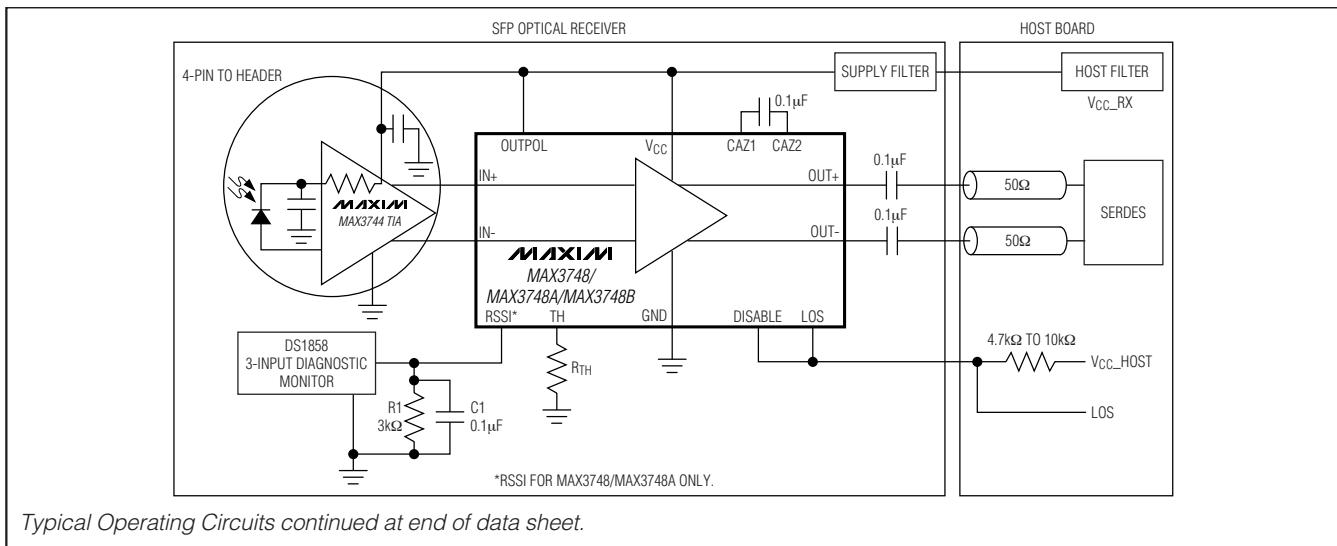 SFP OPTICAL RECEIVER
HOST BOARD
4-PIN TO HEADER
SUPPLY FILTER
HOST FILTER
VCC_RX
0.1µF
OUTPOL
VCC
CAZ1
CAZ2
IN+
OUT+
0.1µF
50Ω
MAXIM
MAX3744 TIA
SERDES
0.1µF
IN-
OUT-
50Ω
MAXIM
MAX3748/
MAX3748A/MAX3748B
RSSI*
TH
GND
DISABLE
LOS
DS1858
3-INPUT DIAGNOSTIC
MONITOR
RTH
4.7kΩ TO 10kΩ
VCC_HOST
R1
3kΩ
C1
0.1µF
LOS
*RSSI FOR MAX3748/MAX3748A ONLY.
Typical Operating Circuits continued at end of data sheet.